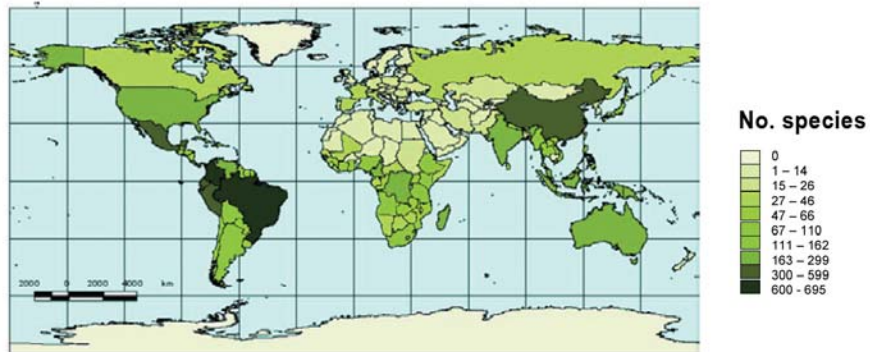 No. species
0
1 – 14
15 – 26
27 – 46
47 – 66
67 – 110
111 – 162
163 – 299
300 – 599
600 - 695
2000 0 2000 4000 km